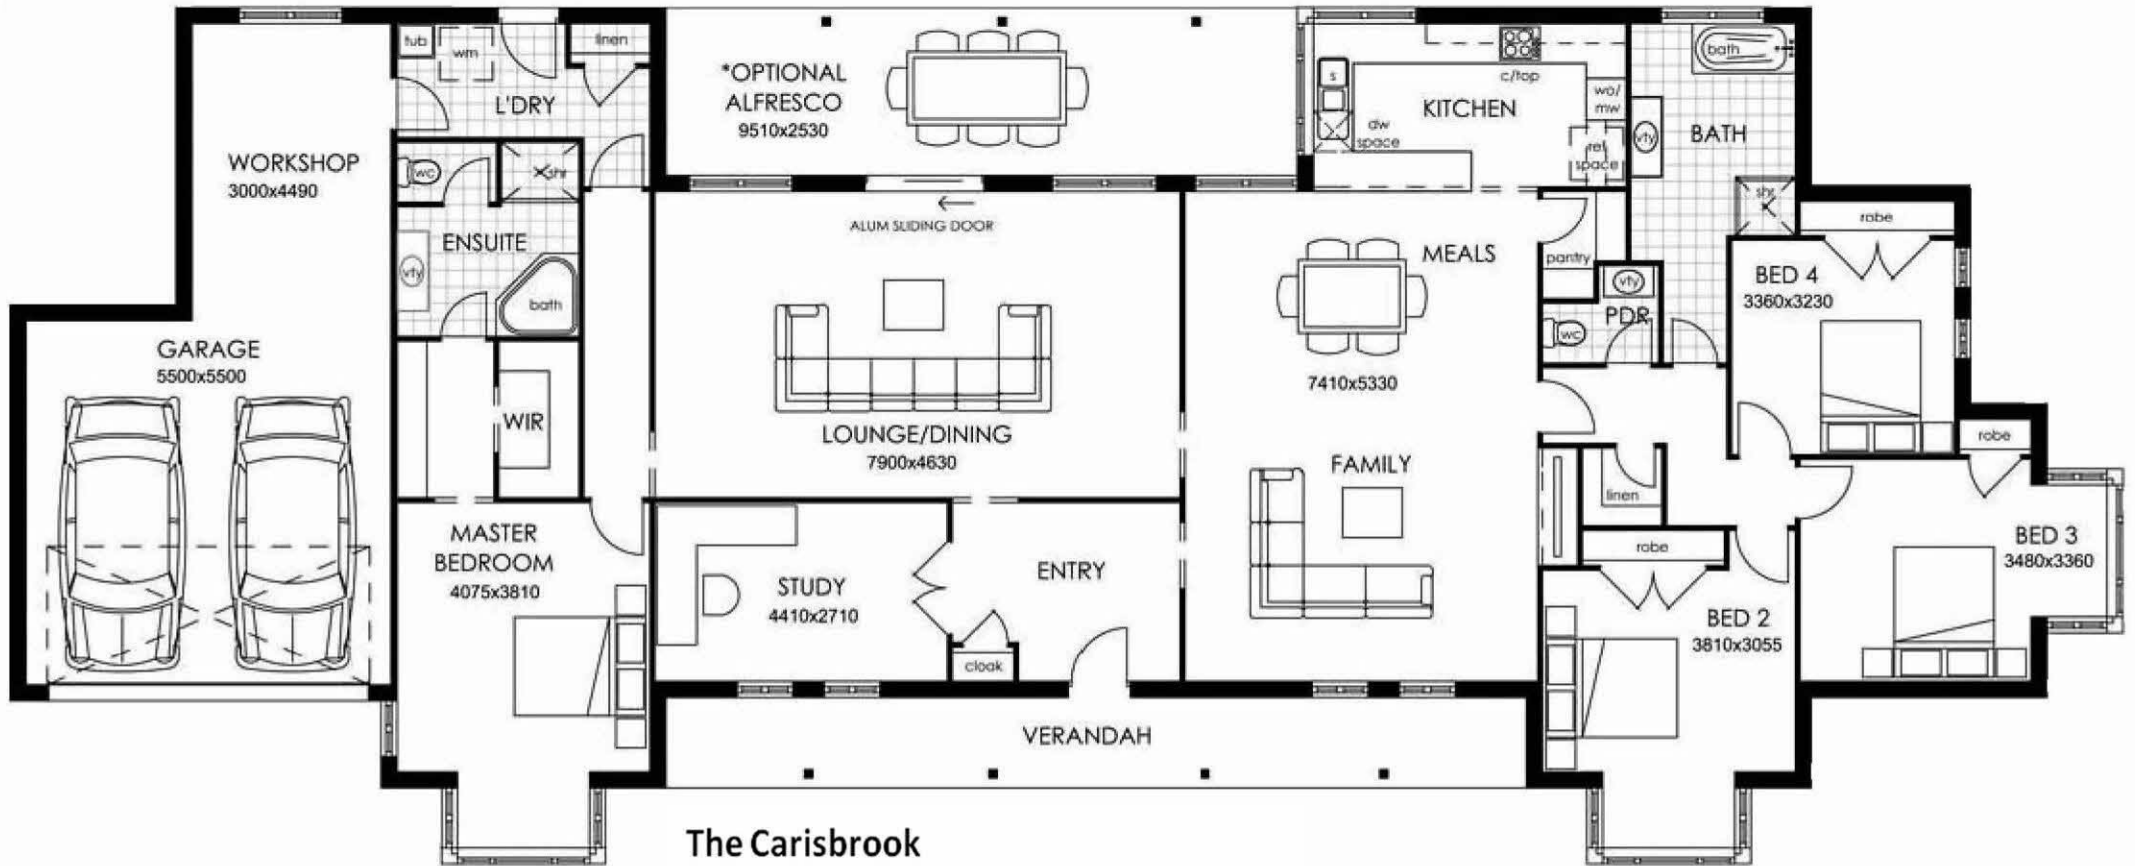 tub
wm
linen
L'DRY
WORKSHOP
3000x4490
wc
shr
ENSUITE
vty
bath
WIR
GARAGE
5500x5500
MASTER
BEDROOM
4075x3810
*OPTIONAL
ALFRESCO
9510x2530
ALUM SLIDING DOOR
LOUNGE/DINING
7900x4630
STUDY
4410x2710
ENTRY
cloak
VERANDAH
s
c/top
KITCHEN
wo/
mw
dw
space
ref
space
MEALS
7410x5330
FAMILY
pantry
bath
vty
BATH
shr
vty
PDR
wc
linen
robe
BED 4
3360x3230
robe
BED 3
3480x3360
robe
BED 2
3810x3055
The Carisbrook